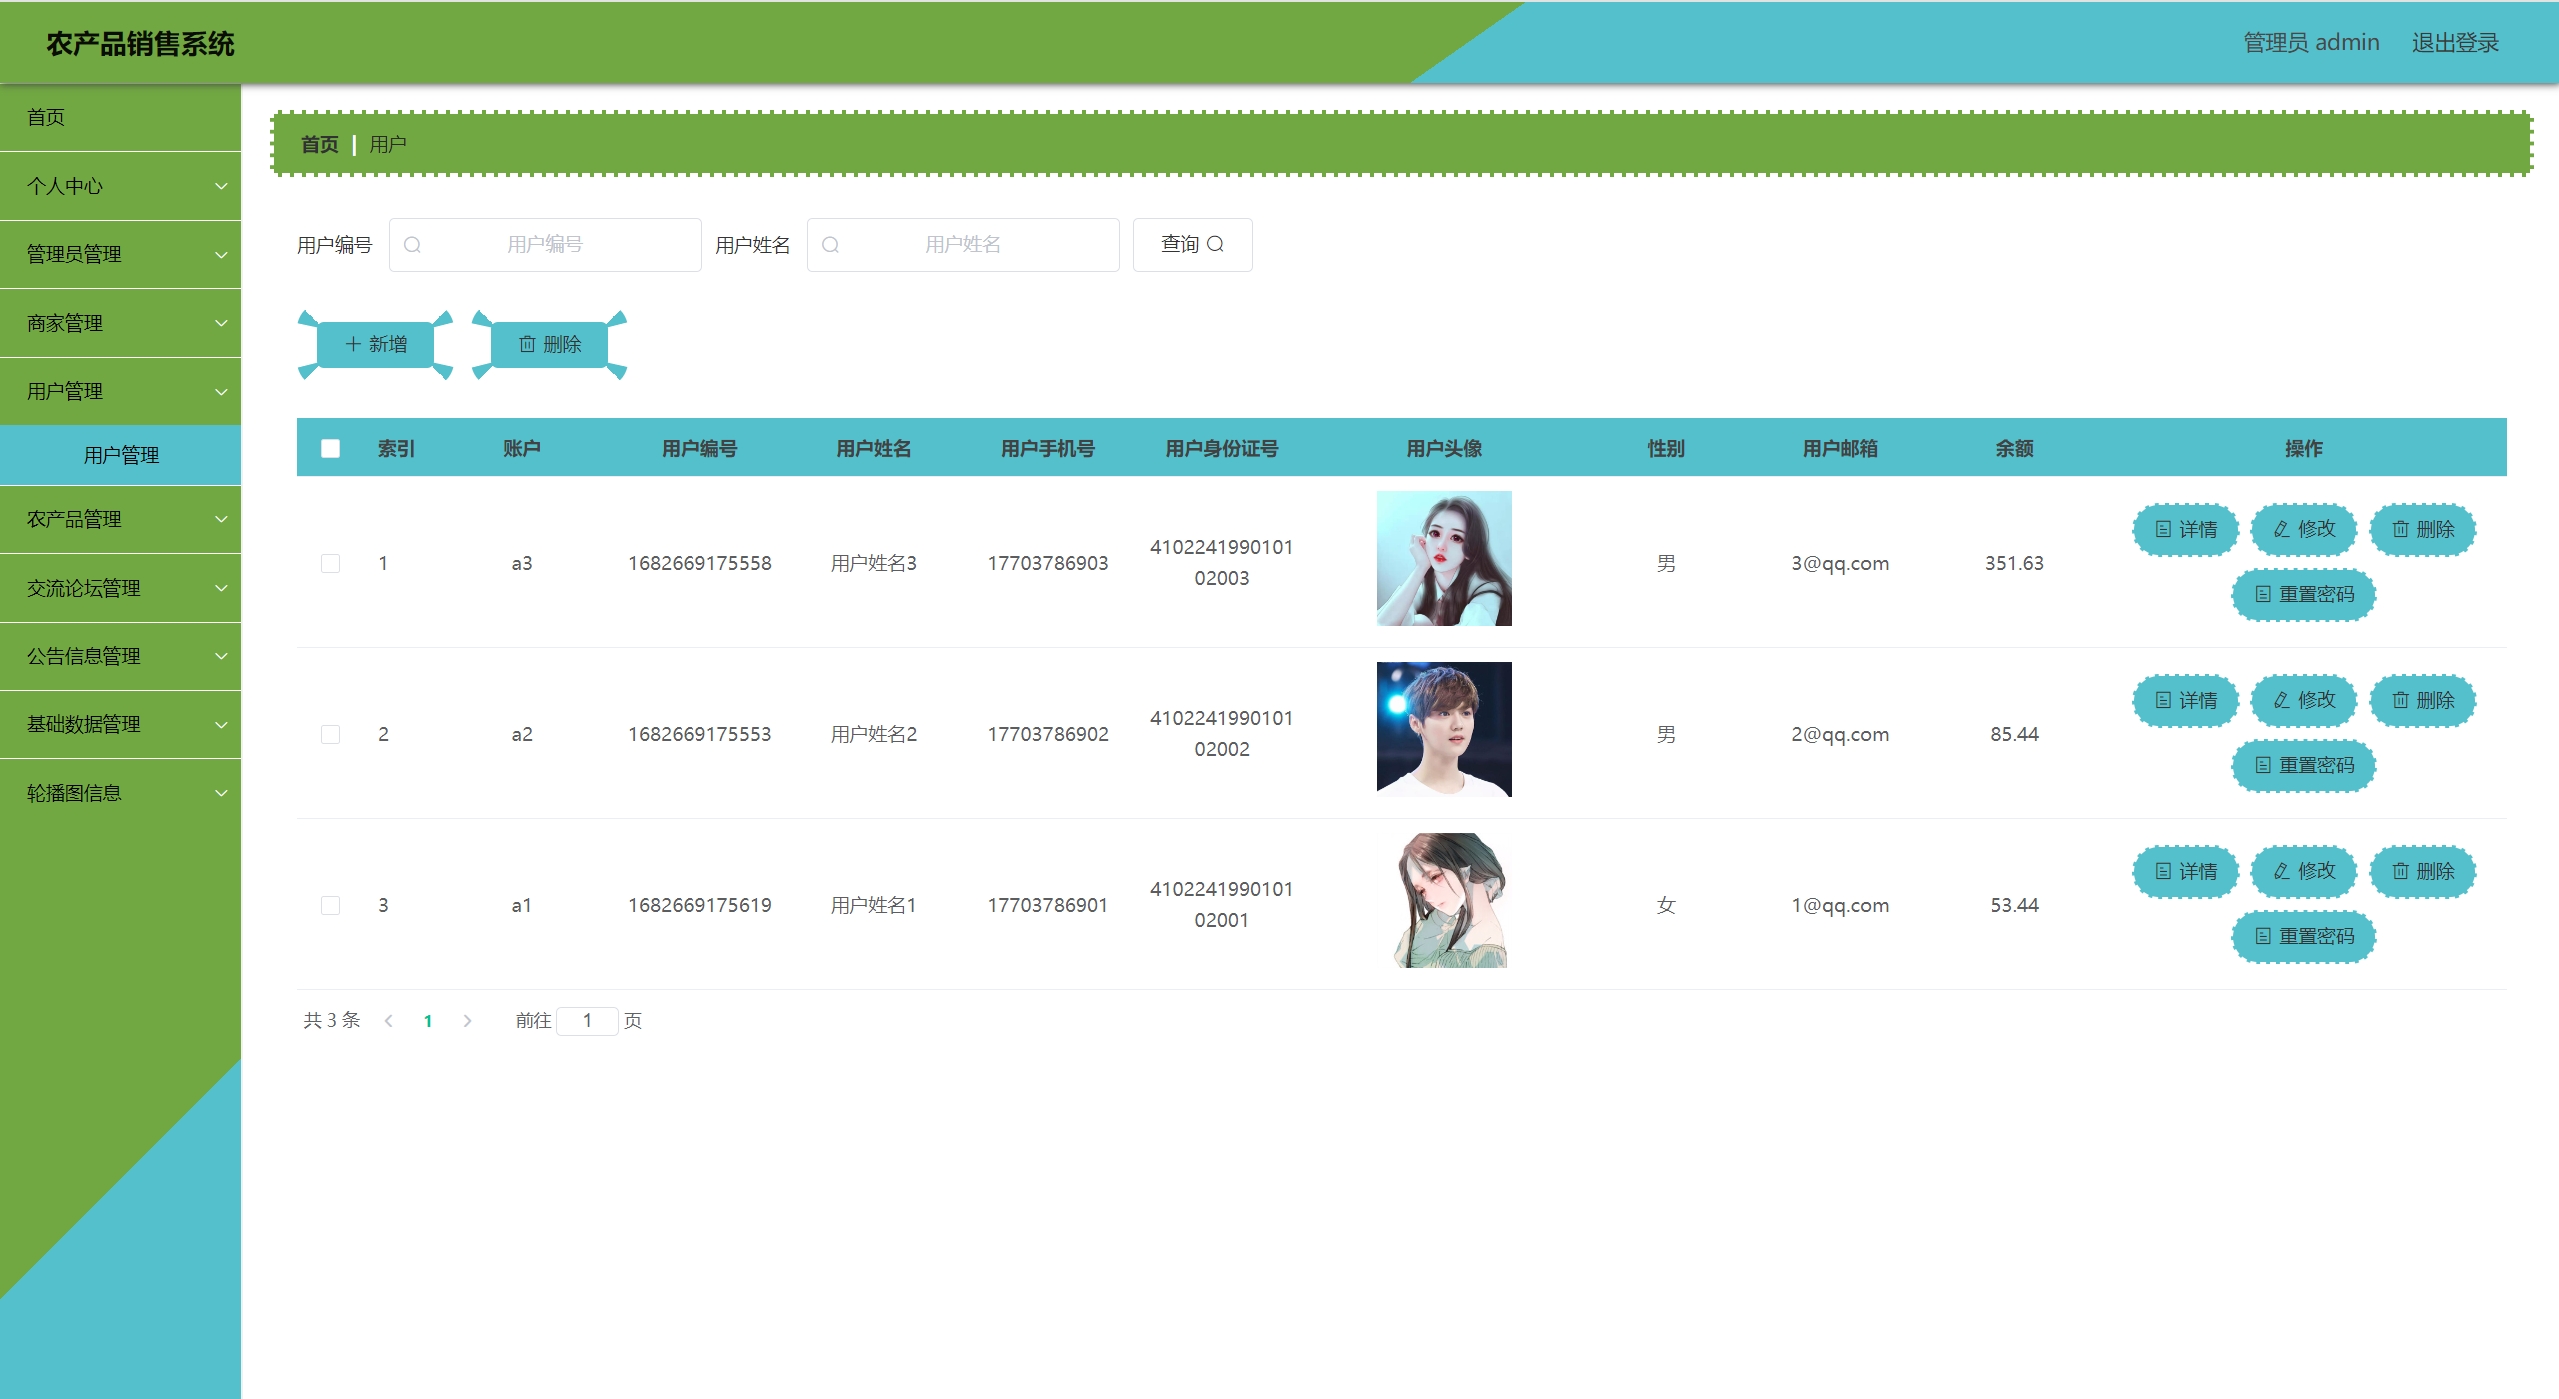 农产品销售系统
管理员 admin 退出登录
首页
个人中心
管理员管理
商家管理
用户管理
用户管理
农产品管理
交流论坛管理
公告信息管理
基础数据管理
轮播图信息
首页 | 用户
用户编号 用户编号 用户姓名 用户姓名 查询
新增 删除
索引 账户 用户编号 用户姓名 用户手机号 用户身份证号 用户头像 性别 用户邮箱 余额 操作
1 a3 1682669175558 用户姓名3 17703786903 4102241990101 男 3@qq.com 351.63 详情 修改 删除
02003 重置密码
2 a2 1682669175553 用户姓名2 17703786902 4102241990101 男 2@qq.com 85.44 详情 修改 删除
02002 重置密码
3 a1 1682669175619 用户姓名1 17703786901 4102241990101 女 1@qq.com 53.44 详情 修改 删除
02001 重置密码
共 3 条 1 前往 1 页